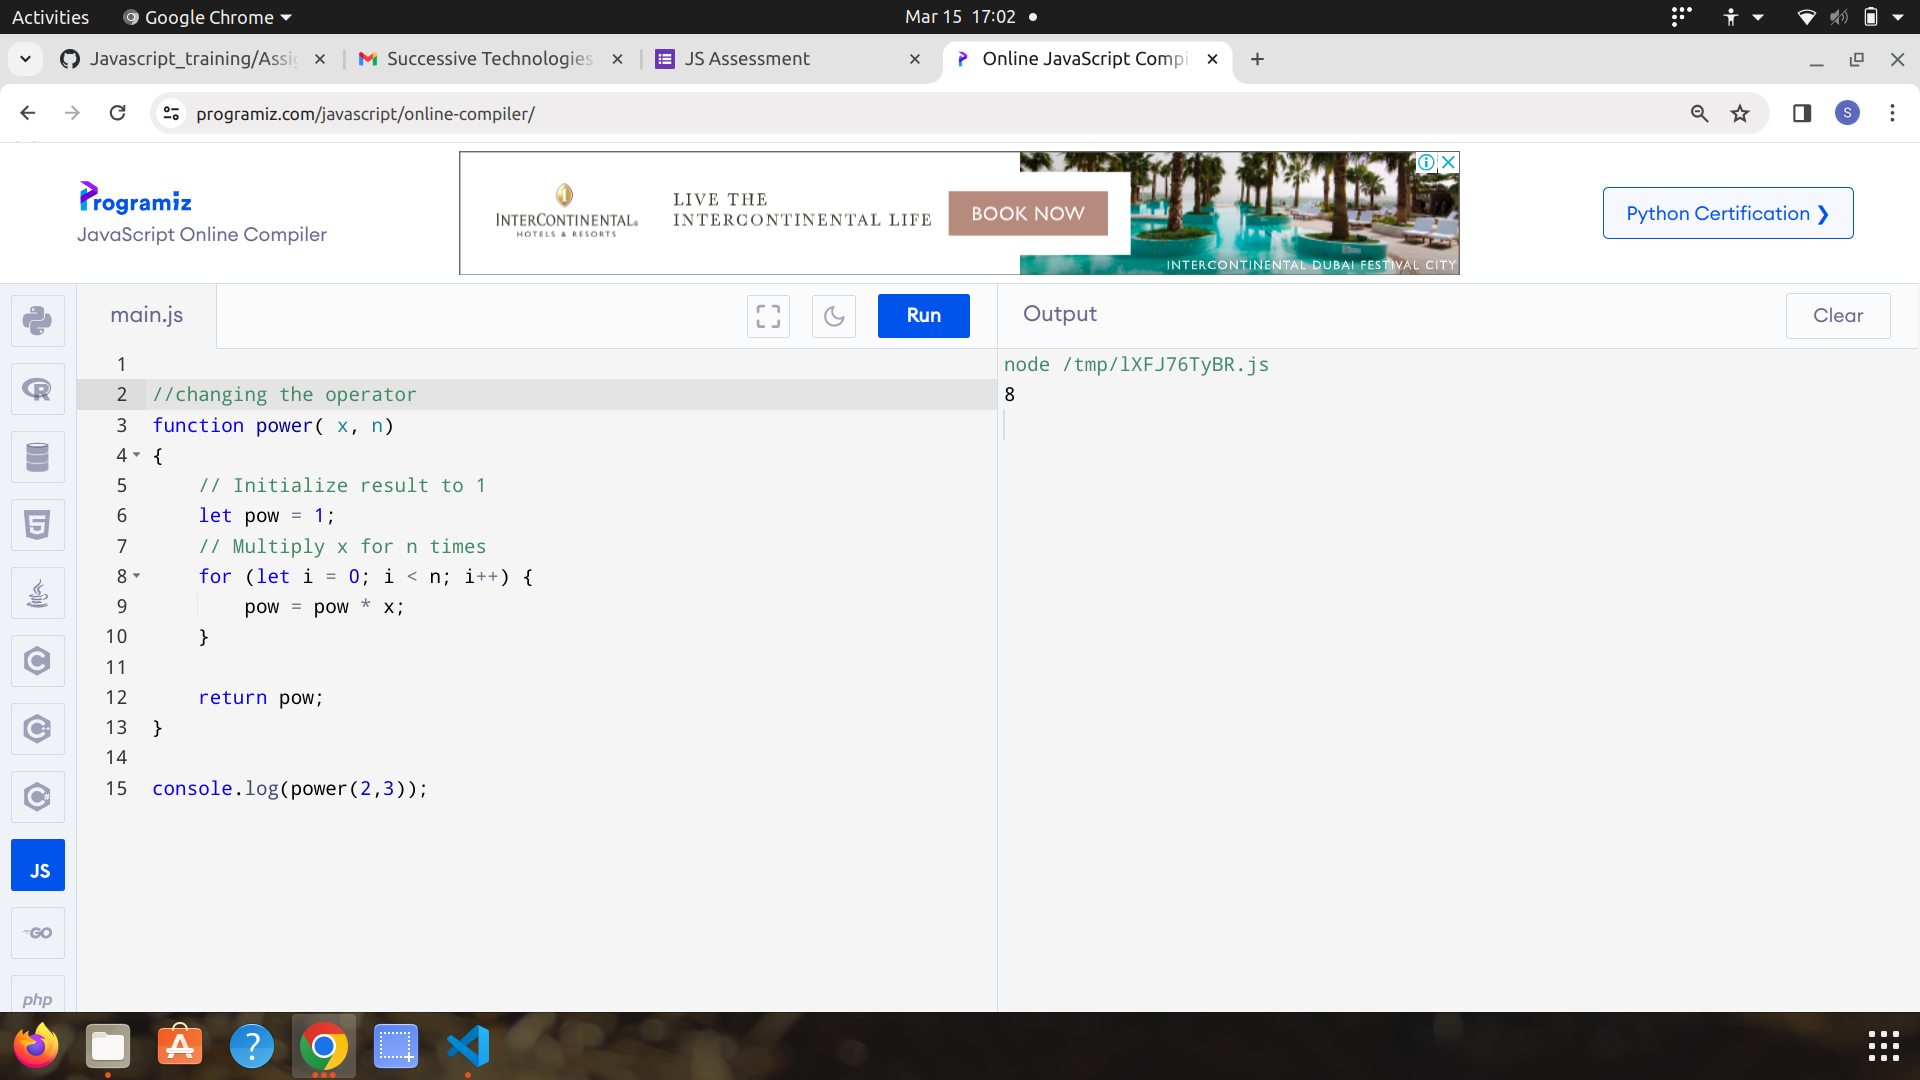 Activities
Google Chrome
Mar 15 17:02
Javascript_training/Assig
Successive Technologies
JS Assessment
Online JavaScript Compi
programiz.com/javascript/online-compiler/
S
Programiz
JavaScript Online Compiler
INTERCONTINENTAL
HOTELS & RESORTS
LIVE THE
INTERCONTINENTAL LIFE
BOOK NOW
INTERCONTINENTAL DUBAI FESTIVAL CITY
Python Certification ❯
main.js
Run
Output
Clear
1
2 //changing the operator
3 function power( x, n)
4 {
5     // Initialize result to 1
6     let pow = 1;
7     // Multiply x for n times
8     for (let i = 0; i < n; i++) {
9         pow = pow * x;
10     }
11
12     return pow;
13 }
14
15 console.log(power(2,3));
node /tmp/lXFJ76TyBR.js
8
R
5
C
C++
C#
JS
GO
php
?